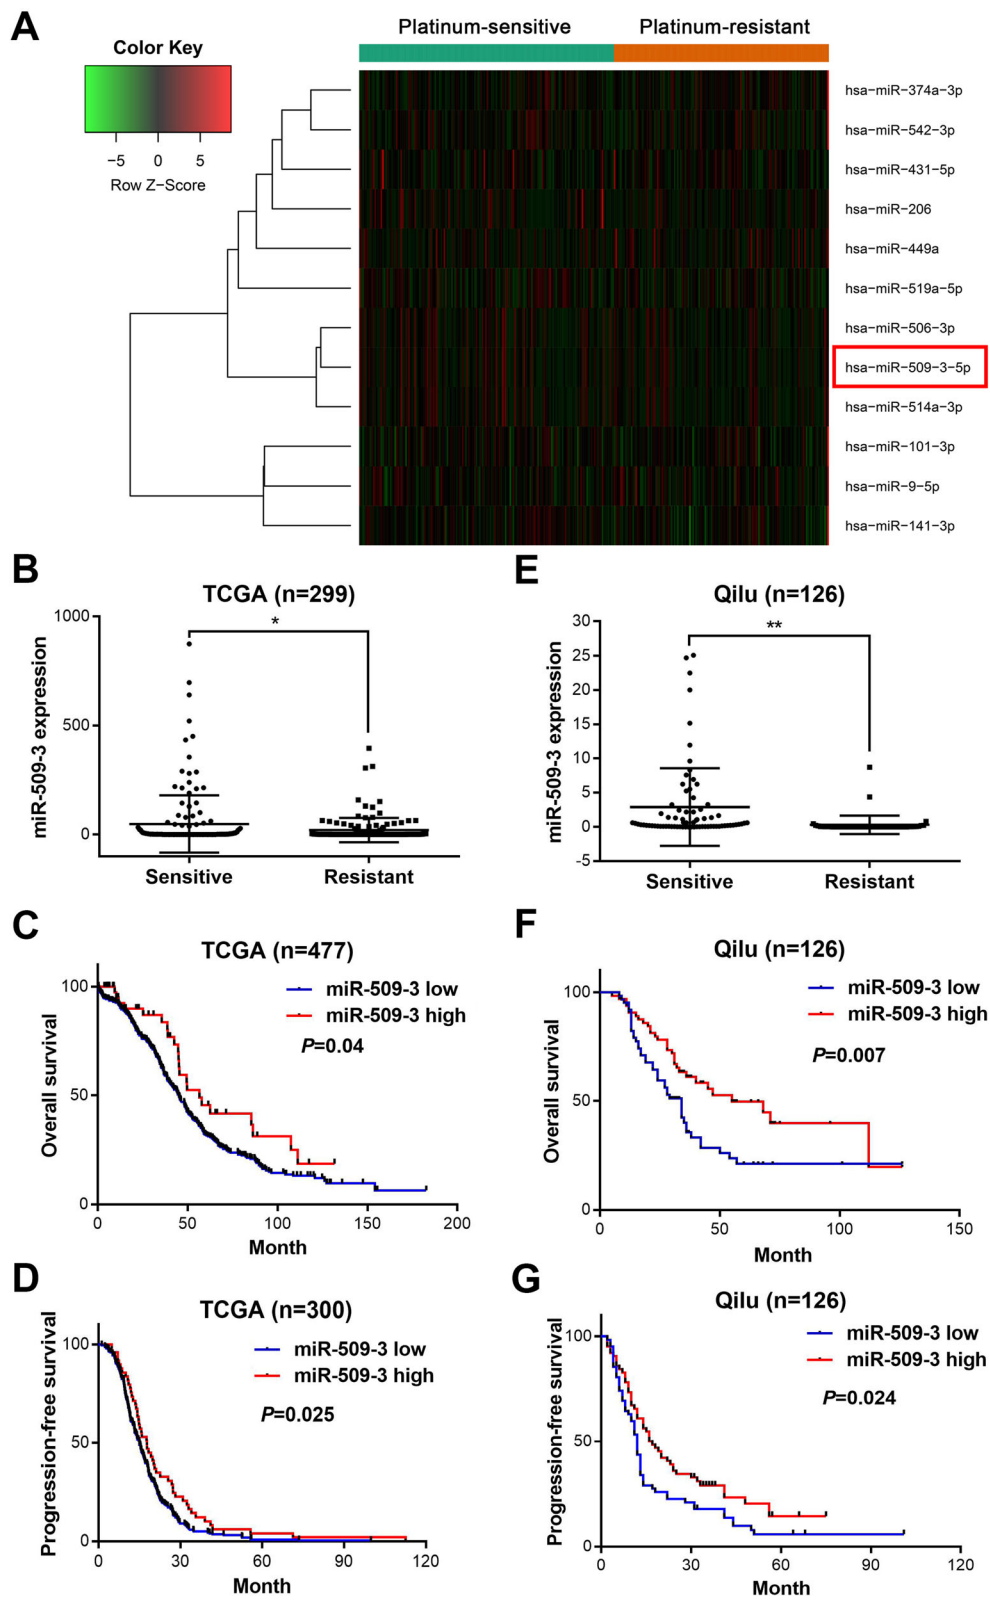 A
Platinum-sensitive
Platinum-resistant
Color Key
−5 0 5
Row Z−Score
hsa−miR−374a−3p
hsa−miR−542−3p
hsa−miR−431−5p
hsa−miR−206
hsa−miR−449a
hsa−miR−519a−5p
hsa−miR−506−3p
hsa−miR−509−3−5p
hsa−miR−514a−3p
hsa−miR−101−3p
hsa−miR−9−5p
hsa−miR−141−3p
B
TCGA (n=299)
miR-509-3 expression
1000
500
0
*
Sensitive Resistant
E
Qilu (n=126)
miR-509-3 expression
30
25
20
15
10
5
0
-5
**
Sensitive Resistant
C
TCGA (n=477)
Overall survival
100
50
0
miR-509-3 low
miR-509-3 high
P=0.04
0 50 100 150 200
Month
F
Qilu (n=126)
Overall survival
100
50
0
miR-509-3 low
miR-509-3 high
P=0.007
0 50 100 150
Month
D
TCGA (n=300)
Progression-free survival
100
50
0
miR-509-3 low
miR-509-3 high
P=0.025
0 30 60 90 120
Month
G
Qilu (n=126)
Progression-free survival
100
50
0
miR-509-3 low
miR-509-3 high
P=0.024
0 30 60 90 120
Month